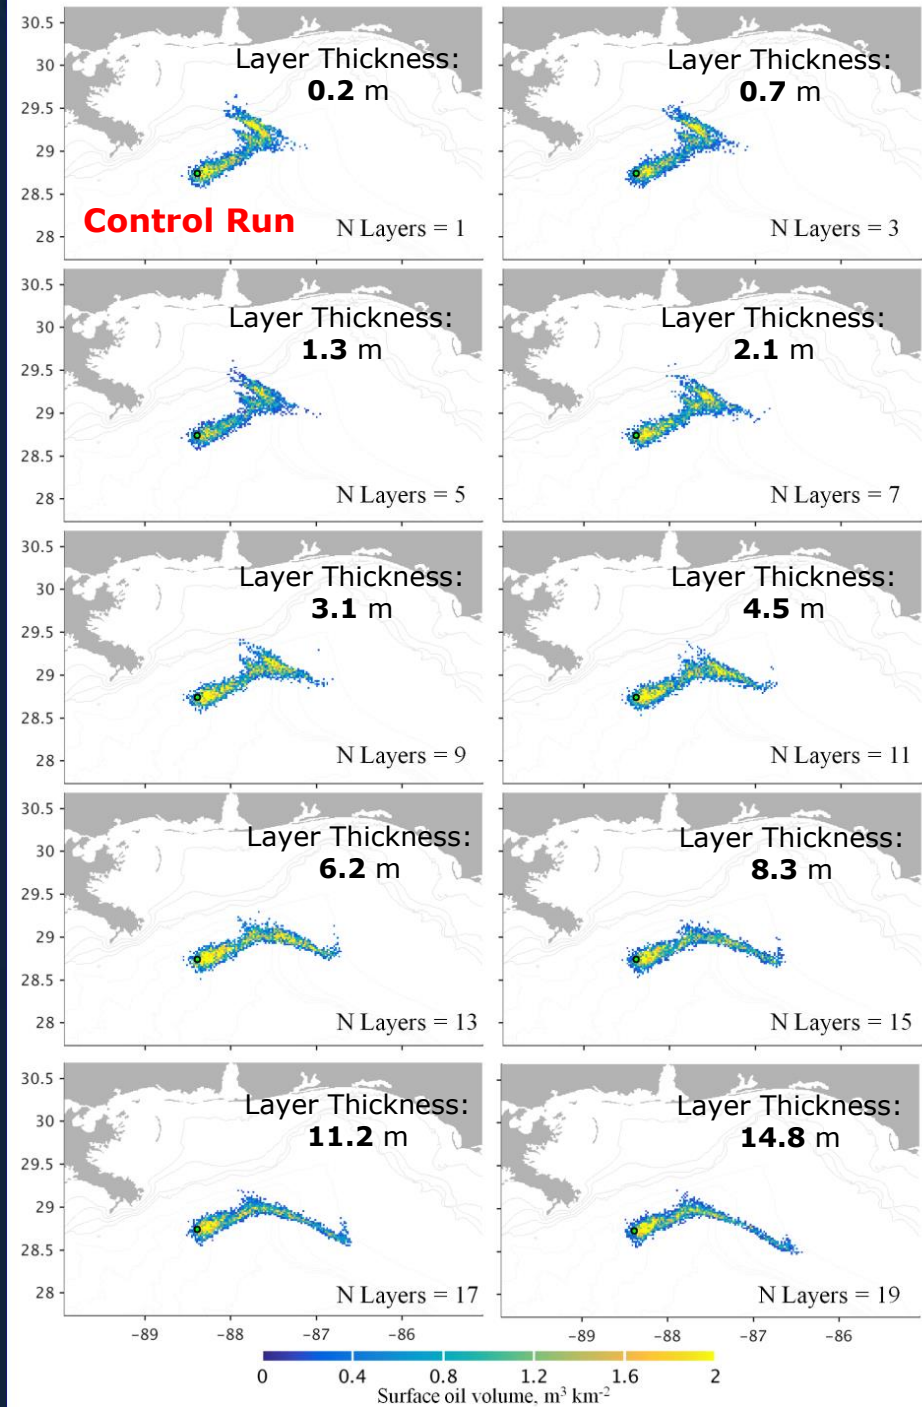 30.5
30
29.5
29
28.5
28
Layer Thickness:
0.2 m
Control Run
N Layers = 1
Layer Thickness:
0.7 m
N Layers = 3
30.5
30
29.5
29
28.5
28
Layer Thickness:
1.3 m
N Layers = 5
Layer Thickness:
2.1 m
N Layers = 7
30.5
30
29.5
29
28.5
28
Layer Thickness:
3.1 m
N Layers = 9
Layer Thickness:
4.5 m
N Layers = 11
30.5
30
29.5
29
28.5
28
Layer Thickness:
6.2 m
N Layers = 13
Layer Thickness:
8.3 m
N Layers = 15
30.5
30
29.5
29
28.5
28
Layer Thickness:
11.2 m
N Layers = 17
Layer Thickness:
14.8 m
N Layers = 19
−89 −88 −87 −86
−89 −88 −87 −86
0 0.4 0.8 1.2 1.6 2
Surface oil volume, m³ km⁻²